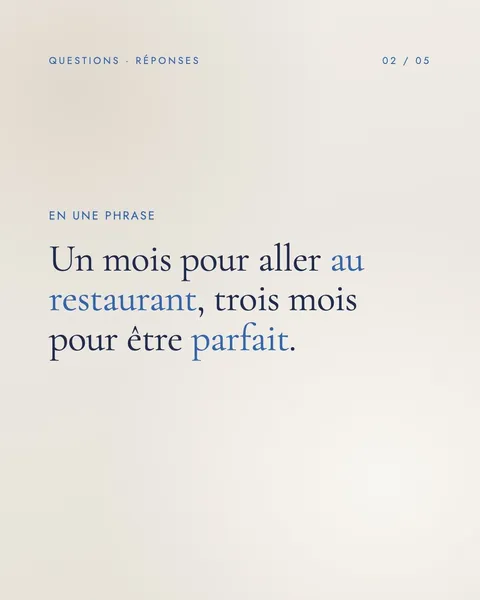 QUESTIONS · RÉPONSES
02 / 05
EN UNE PHRASE
Un mois pour aller au
restaurant, trois mois
pour être parfait.